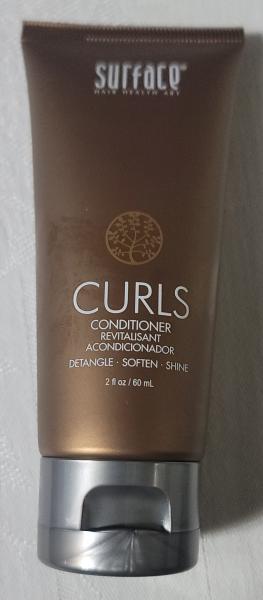 surface
HAIR HEALTH ART
CURLS
CONDITIONER
REVITALISANT
ACONDICIONADOR
DETANGLE · SOFTEN · SHINE
2 fl oz / 60 mL